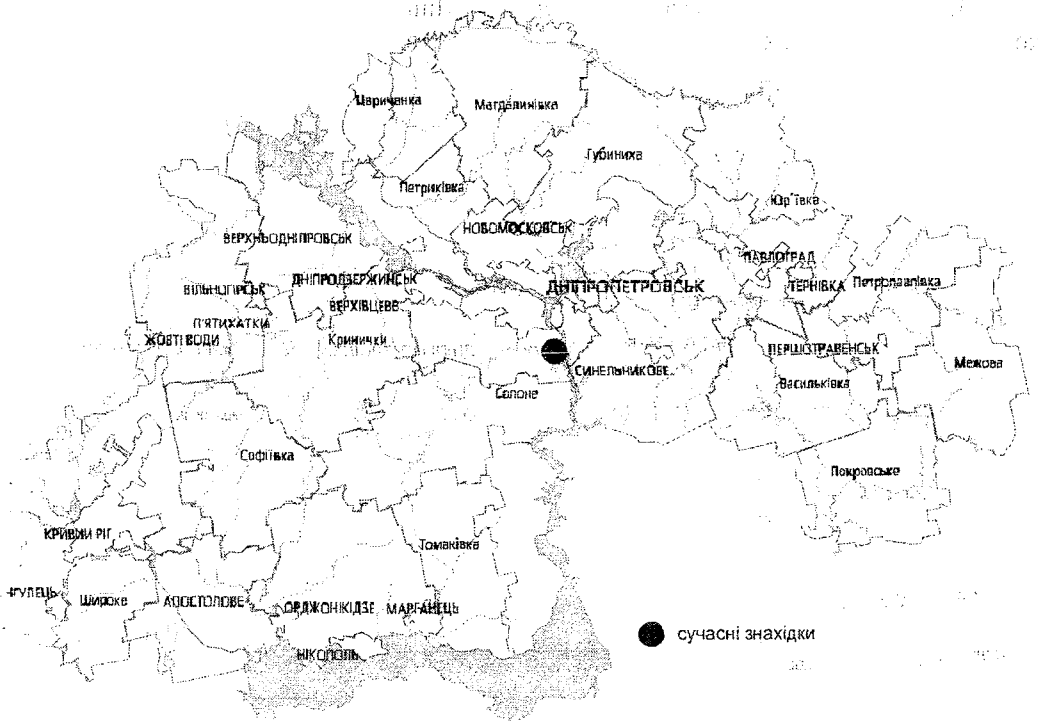 Царичанка
Магдалинівка
Губиниха
Петриківка
Юр'ївка
НОВОМОСКОВСЬК
ВЕРХНЬОДНІПРОВСЬК
ПАВЛОГРАД
ДНІПРОДЗЕРЖИНСЬК
ДНІПРОПЕТРОВСЬК
ТЕРНІВКА
Петропавлівка
ВІЛЬНОГІРСЬК
ВЕРХІВЦЕВЕ
П'ЯТИХАТКИ
ЖОВТІ ВОДИ
Кринички
ПЕРШОТРАВЕНСЬК
Межова
СИНЕЛЬНИКОВЕ
Васильківка
Солоне
Софіївка
Покровське
КРИВИЙ РІГ
Томаківка
Широке
АПОСТОЛОВЕ
ОРДЖОНІКІДЗЕ
МАРГАНЕЦЬ
НІКОПОЛЬ
сучасні знахідки